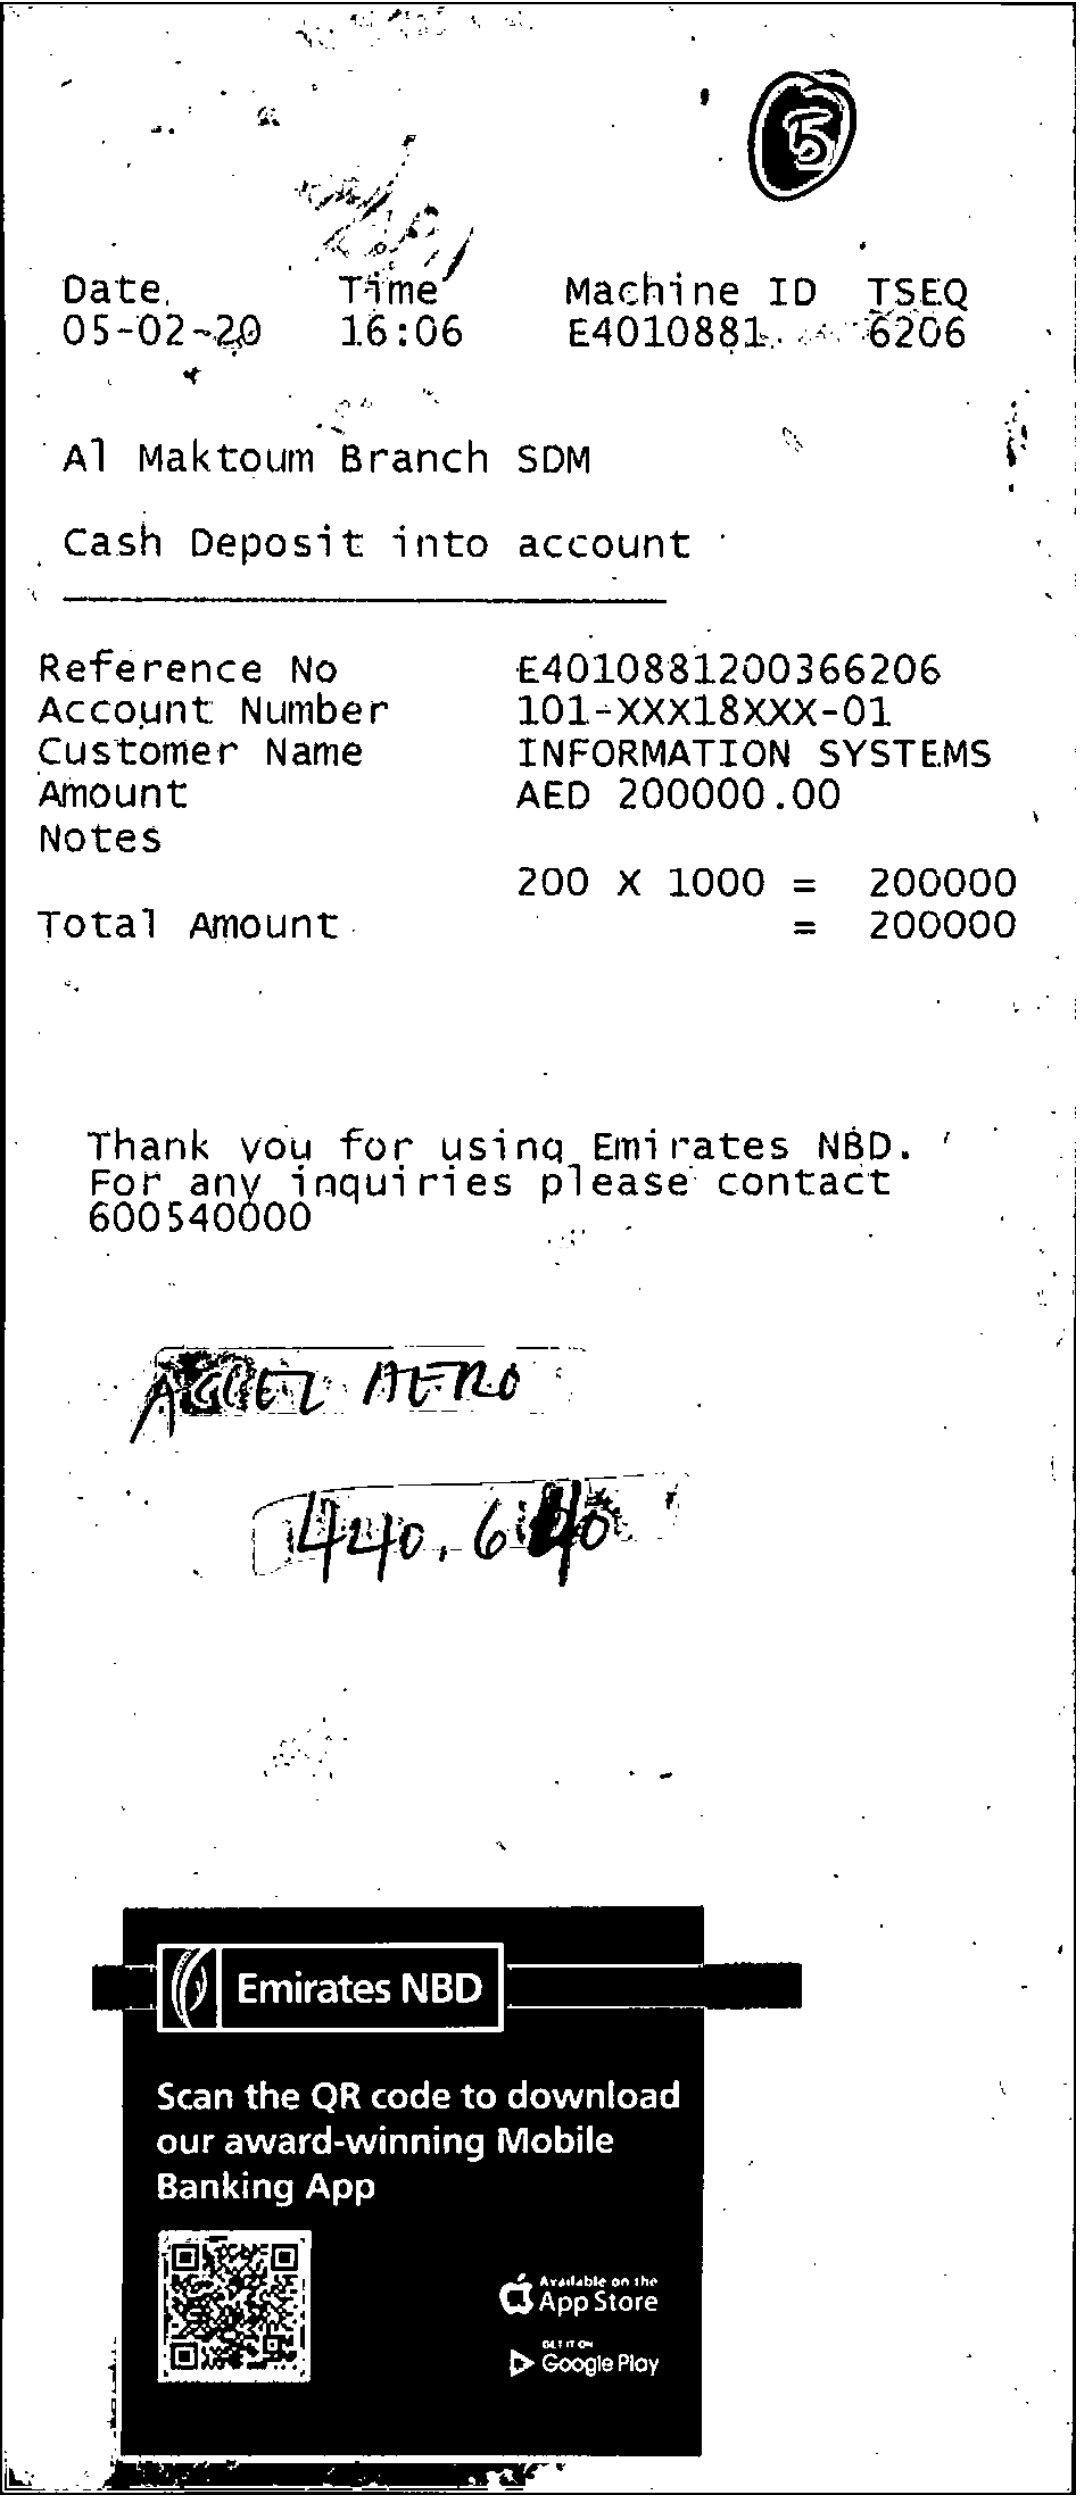 5
Date Time Machine ID TSEQ
05-02-20 16:06 E4010881 6206
Al Maktoum Branch SDM
Cash Deposit into account
Reference No E4010881200366206
Account Number 101-XXX18XXX-01
Customer Name INFORMATION SYSTEMS
Amount AED 200000.00
Notes
200 X 1000 = 200000
Total Amount = 200000
Thank you for using Emirates NBD.
For any inquiries please contact
600540000
AERO
Emirates NBD
Scan the QR code to download
our award-winning Mobile
Banking App
Available on the
App Store
GET IT ON
Google Play